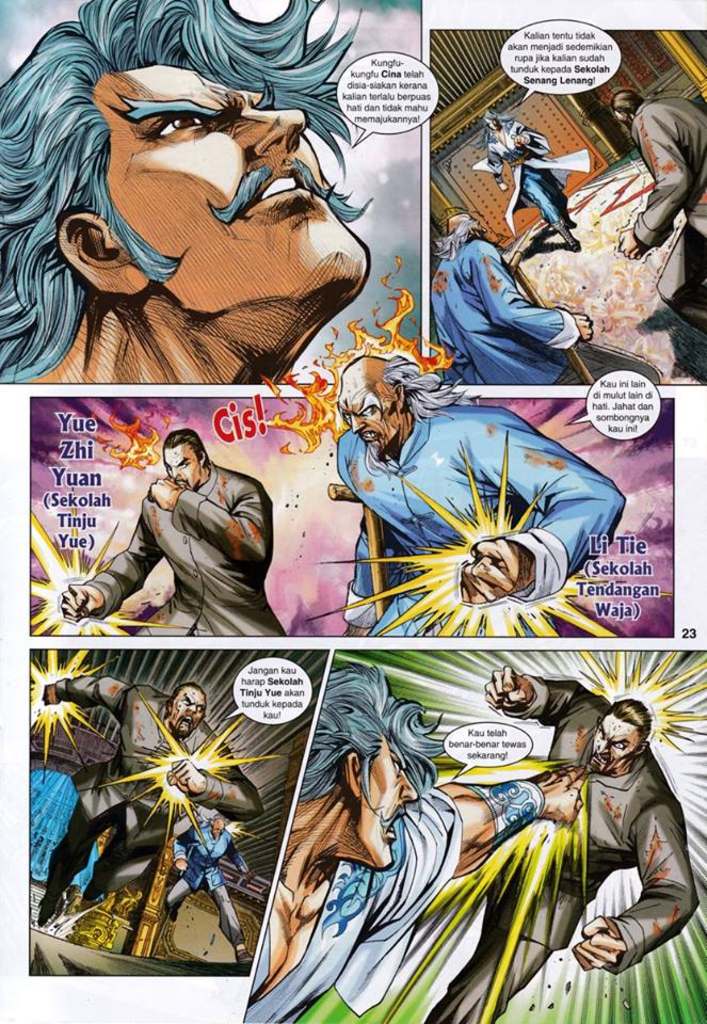 Kungfu-
kungfu Cina telah
disia-siakan kerana
kalian terlalu berpuas
hati dan tidak mahu
memajukannya!
Kalian tentu tidak
akan menjadi sedemikian
rupa jika kalian sudah
tunduk kepada Sekolah
Senang Lenang!
Kau ini lain
di mulut lain di
hati. Jahat dan
sombongnya
kau ini!
Cis!
Yue
Zhi
Yuan
(Sekolah
Tinju
Yue)
Li Tie
(Sekolah
Tendangan
Waja)
23
Jangan kau
harap Sekolah
Tinju Yue akan
tunduk kepada
kau!
Kau telah
benar-benar tewas
sekarang!